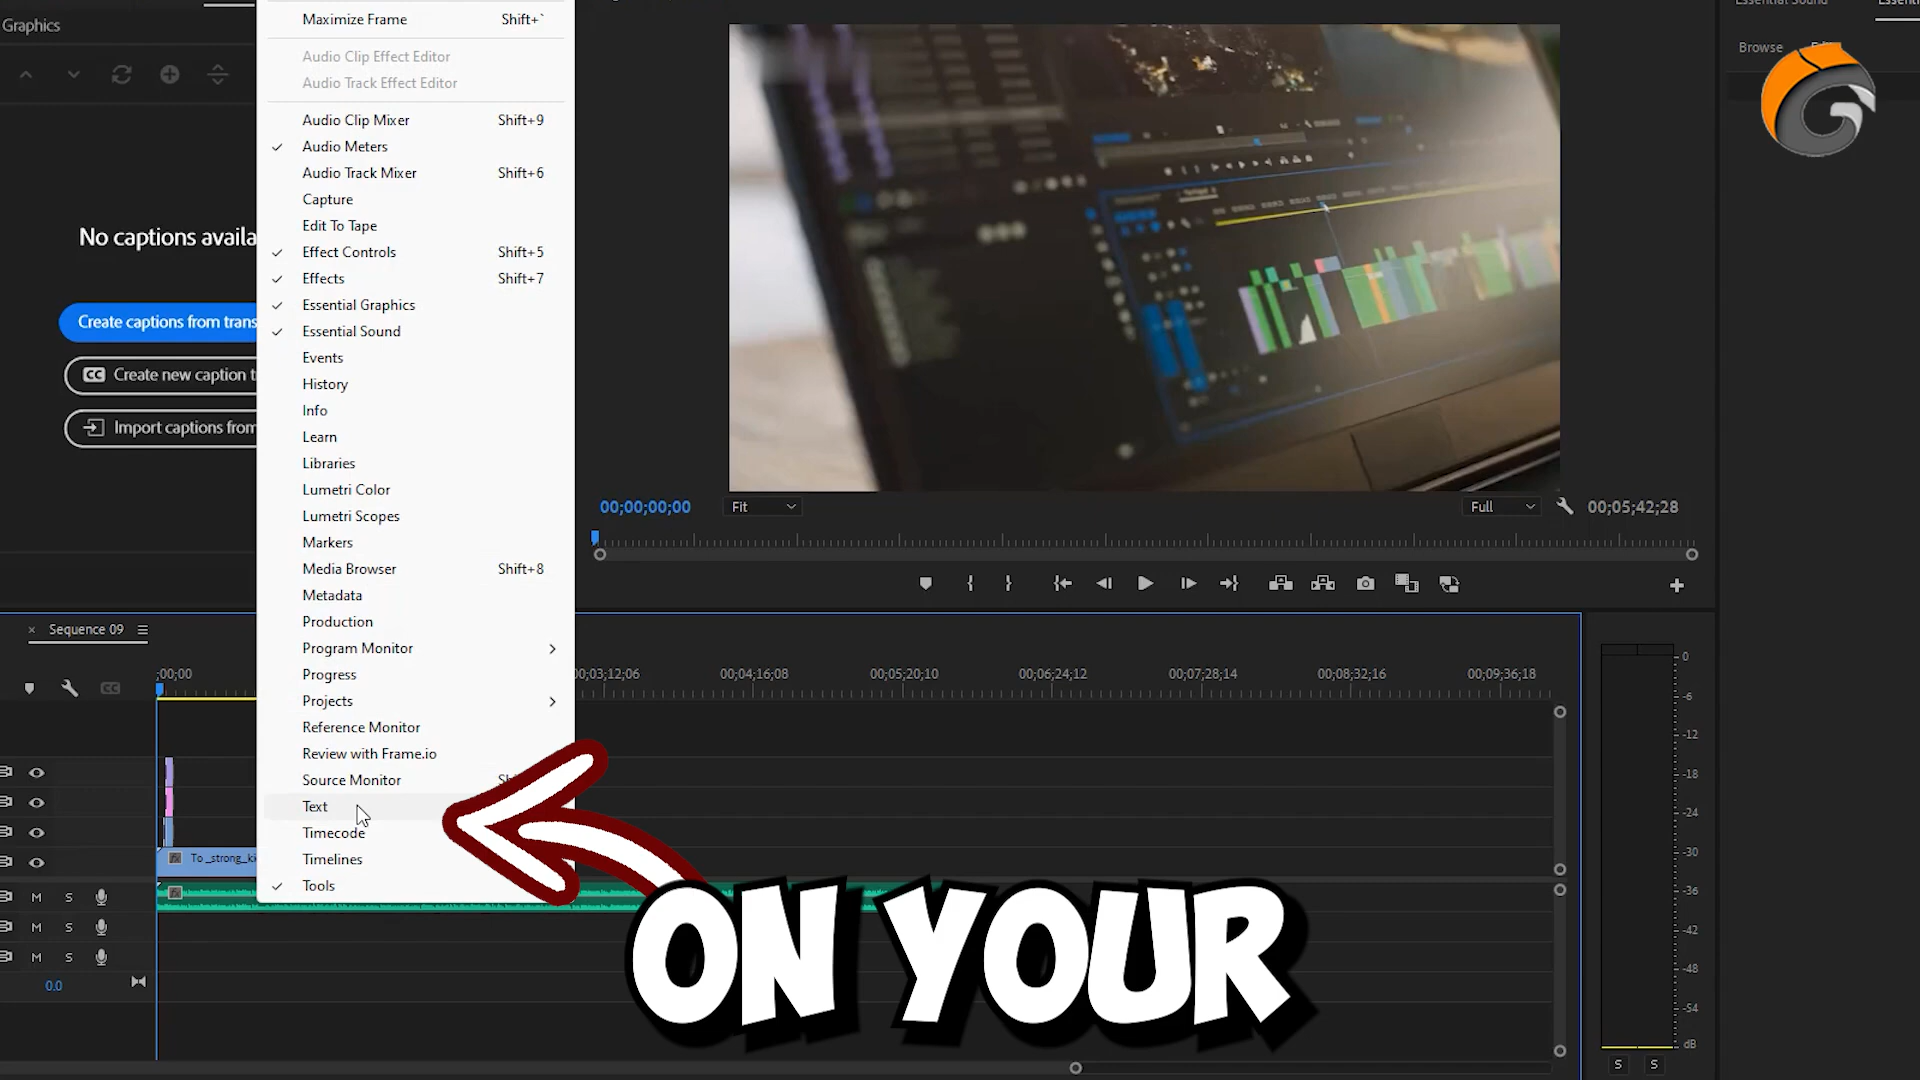 Graphics
No captions availa
Create captions from trans
Create new caption t
Import captions from
Maximize Frame Shift+`
Audio Clip Effect Editor
Audio Track Effect Editor
Audio Clip Mixer Shift+9
Audio Meters
Audio Track Mixer Shift+6
Capture
Edit To Tape
Effect Controls Shift+5
Effects Shift+7
Essential Graphics
Essential Sound
Events
History
Info
Learn
Libraries
Lumetri Color
Lumetri Scopes
Markers
Media Browser Shift+8
Metadata
Production
Program Monitor
Progress
Projects
Reference Monitor
Review with Frame.io
Source Monitor
Text
Timecode
Timelines
Tools
Essential Sound
Browse
00;00;00;00 Fit Full 00;05;42;28
Sequence 09
;00;00 00;03;12;06 00;04;16;08 00;05;20;10 00;06;24;12 00;07;28;14 00;08;32;16 00;09;36;18
To_strong_ki
M S
M S
M S
0.0
0
-6
-12
-18
-24
-30
-36
-42
-48
-54
dB
S S
ON YOUR